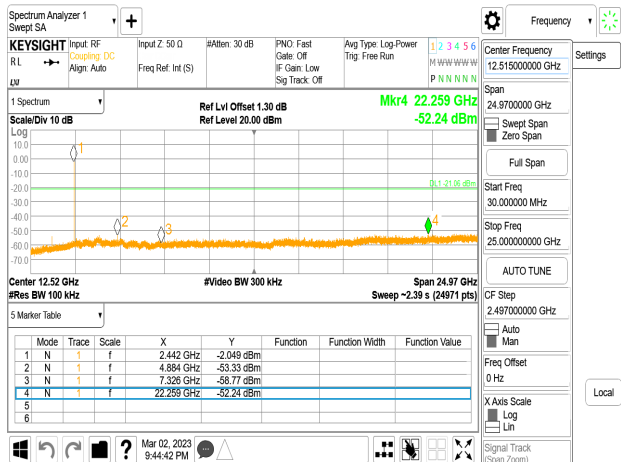 Spectrum Analyzer 1
Swept SA
Frequency
KEYSIGHT
Input: RF
Input Z: 50 Ω
#Atten: 30 dB
PNO: Fast
Avg Type: Log-Power
1 2 3 4 5 6
RL
Coupling: DC
Gate: Off
Trig: Free Run
Align: Auto
Freq Ref: Int (S)
IF Gain: Low
M W W W W W
Sig Track: Off
P N N N N N
LXI
1 Spectrum
Scale/Div 10 dB
Ref Lvl Offset 1.30 dB
Ref Level 20.00 dBm
Mkr4 22.259 GHz
-52.24 dBm
Log
10.0
0.00
-10.0
-20.0
-30.0
-40.0
-50.0
-60.0
-70.0
1
2
3
4
DL1 -21.06 dBm
Center 12.52 GHz
#Video BW 300 kHz
Span 24.97 GHz
#Res BW 100 kHz
Sweep ~2.39 s (24971 pts)
5 Marker Table
Mode Trace Scale X Y Function Function Width Function Value
1 N 1 f 2.442 GHz -2.049 dBm
2 N 1 f 4.884 GHz -53.33 dBm
3 N 1 f 7.326 GHz -58.77 dBm
4 N 1 f 22.259 GHz -52.24 dBm
5
6
Mar 02, 2023
9:44:42 PM
Center Frequency
12.515000000 GHz
Settings
Span
24.9700000 GHz
Swept Span
Zero Span
Full Span
Start Freq
30.000000 MHz
Stop Freq
25.000000000 GHz
AUTO TUNE
CF Step
2.497000000 GHz
Auto
Man
Freq Offset
0 Hz
X Axis Scale
Log
Lin
Local
Signal Track
(Span Zoom)